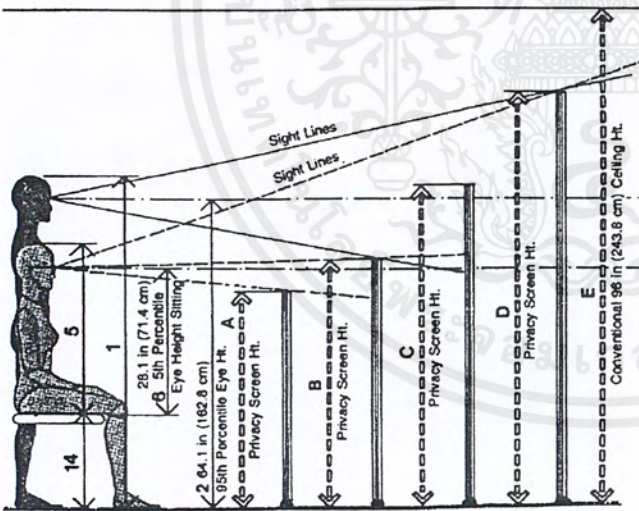 Sight Lines
Sight Lines
5
1
14
28.1 in (71.4 cm)
6 5th Percentile
Eye Height Sitting
2 64.1 in (162.8 cm)
95th Percentile Eye Ht.
A
Privacy Screen Ht.
B
Privacy Screen Ht.
C
Privacy Screen Ht.
D
Privacy Screen Ht.
E
Conventional 96 in (243.8 cm) Ceiling Ht.